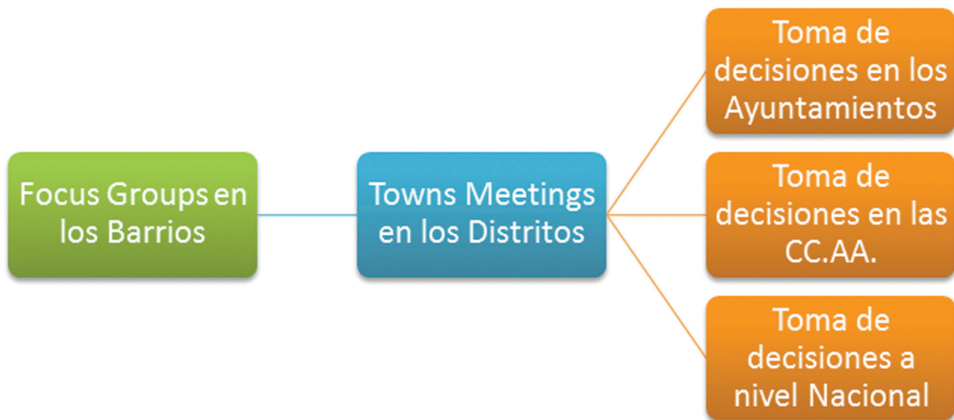 Focus Groups en
los Barrios
Towns Meetings
en los Distritos
Toma de
decisiones en los
Ayuntamientos
Toma de
decisiones en las
CC.AA.
Toma de
decisiones a
nivel Nacional